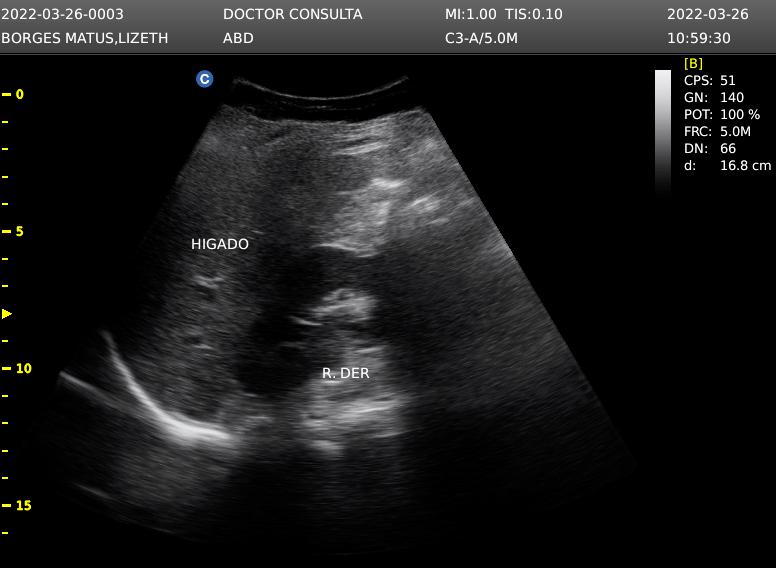 2022-03-26-0003 DOCTOR CONSULTA MI:1.00 TIS:0.10 2022-03-26
BORGES MATUS,LIZETH ABD C3-A/5.0M 10:59:30
[B]
C
CPS: 51
0
GN: 140
POT: 100 %
FRC: 5.0M
DN: 66
d: 16.8 cm
5
HIGADO
10
R. DER
15